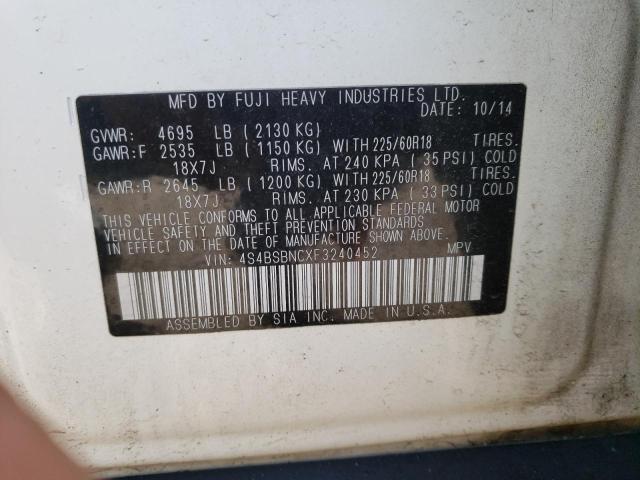 MFD BY FUJI HEAVY INDUSTRIES LTD.
DATE: 10/14
GVWR: 4695 LB (2130 KG)
GAWR:F 2535 LB (1150 KG) WITH 225/60R18 TIRES.
18X7J RIMS. AT 240 KPA (35 PSI) COLD
GAWR:R 2645 LB (1200 KG) WITH 225/60R18 TIRES.
18X7J RIMS. AT 230 KPA (33 PSI) COLD
THIS VEHICLE CONFORMS TO ALL APPLICABLE FEDERAL MOTOR
VEHICLE SAFETY AND THEFT PREVENTION STANDARDS
IN EFFECT ON THE DATE OF MANUFACTURE SHOWN ABOVE.
VIN: 4S4BSBNCXF3240452 MPV
ASSEMBLED BY SIA INC. MADE IN U.S.A.